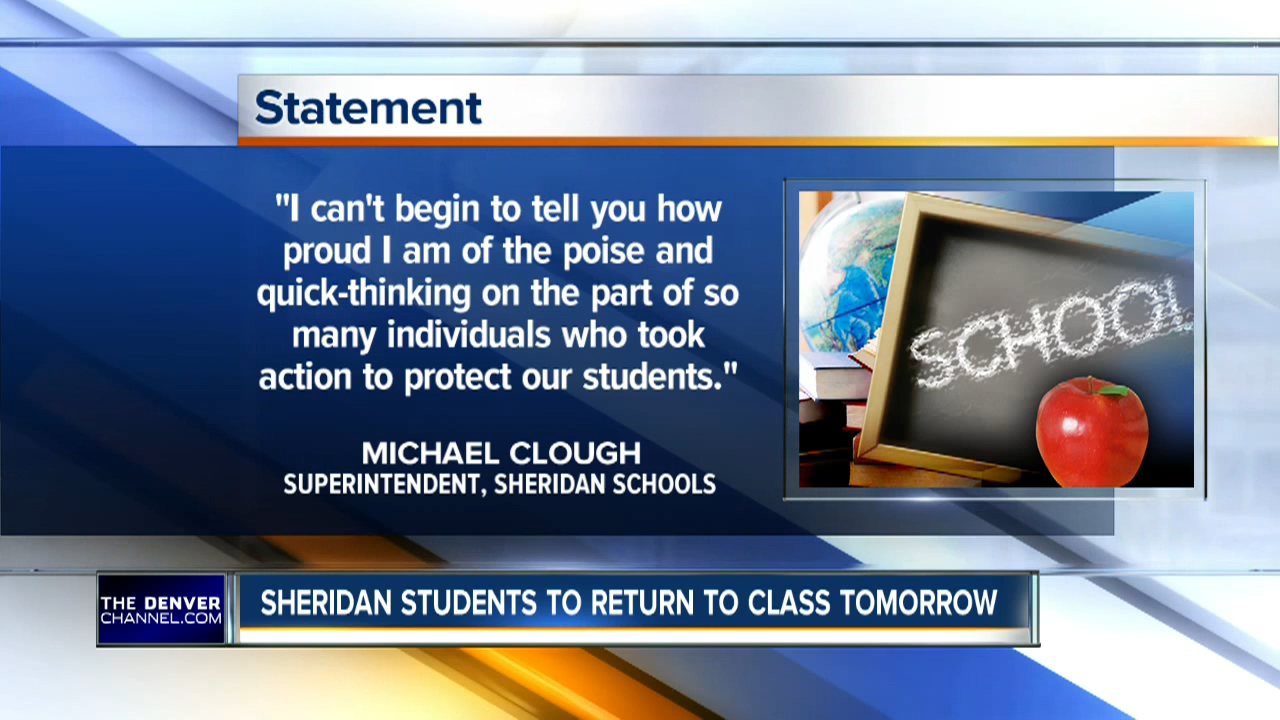 Statement
"I can't begin to tell you how
proud I am of the poise and
quick-thinking on the part of so
many individuals who took
action to protect our students."
MICHAEL CLOUGH
SUPERINTENDENT, SHERIDAN SCHOOLS
SCHOOL
THE DENVER
CHANNEL.COM
SHERIDAN STUDENTS TO RETURN TO CLASS TOMORROW